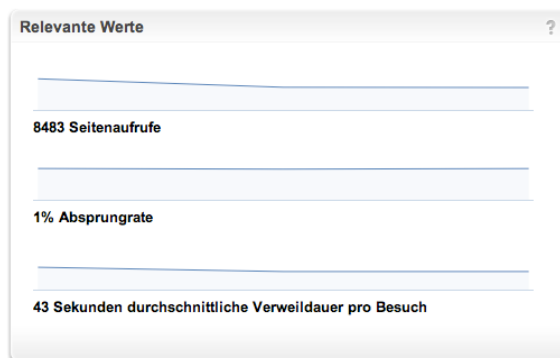 Relevante Werte ?
8483 Seitenaufrufe
1% Absprungrate
43 Sekunden durchschnittliche Verweildauer pro Besuch